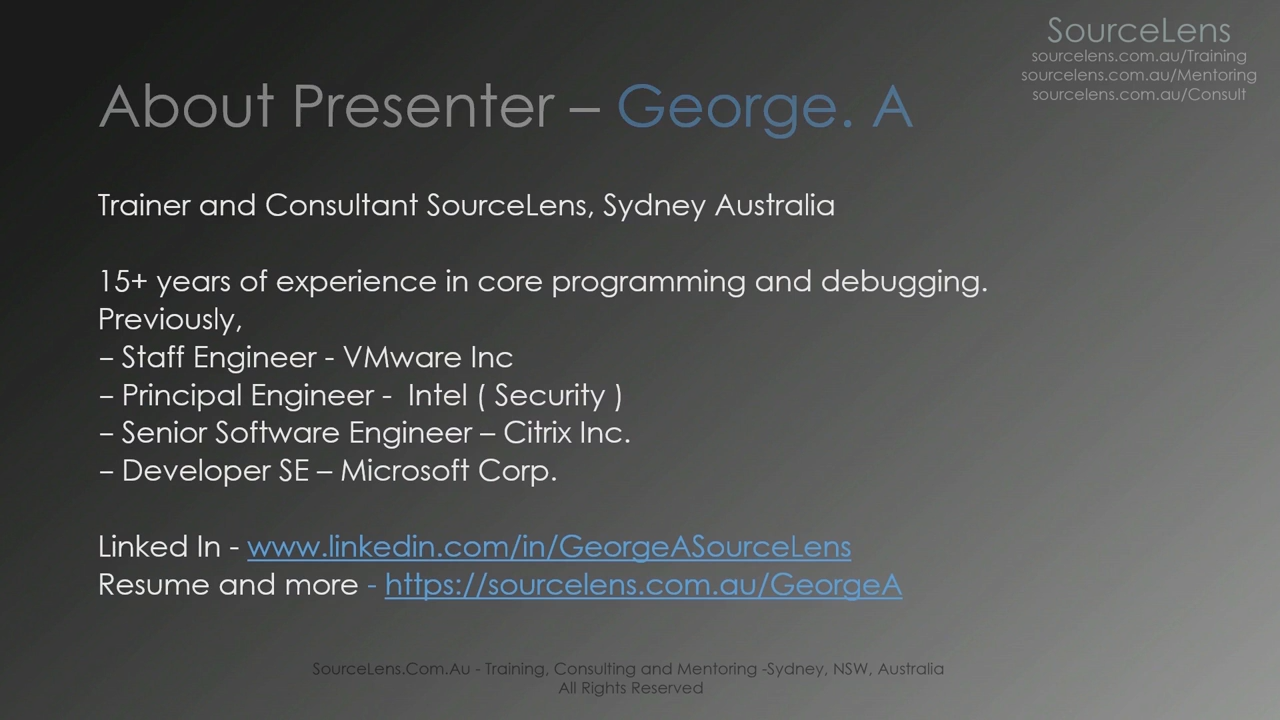 SourceLens
sourcelens.com.au/Training
sourcelens.com.au/Mentoring
sourcelens.com.au/Consult
About Presenter – George. A
Trainer and Consultant SourceLens, Sydney Australia
15+ years of experience in core programming and debugging.
Previously,
– Staff Engineer - VMware Inc
– Principal Engineer -  Intel ( Security )
– Senior Software Engineer – Citrix Inc.
– Developer SE – Microsoft Corp.
Linked In - www.linkedin.com/in/GeorgeASourceLens
Resume and more - https://sourcelens.com.au/GeorgeA
SourceLens.Com.Au - Training, Consulting and Mentoring -Sydney, NSW, Australia
All Rights Reserved